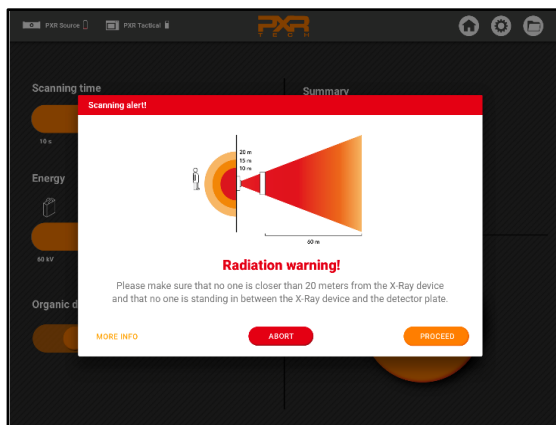 PXR Source
PXR Tactical
PXR
TECH
Scanning time
Summary
Scanning alert!
10 s
20 m
15 m
10 m
60 m
Energy
60 kV
Radiation warning!
Please make sure that no one is closer than 20 meters from the X-Ray device
and that no one is standing in between the X-Ray device and the detector plate.
Organic d
MORE INFO
ABORT
PROCEED